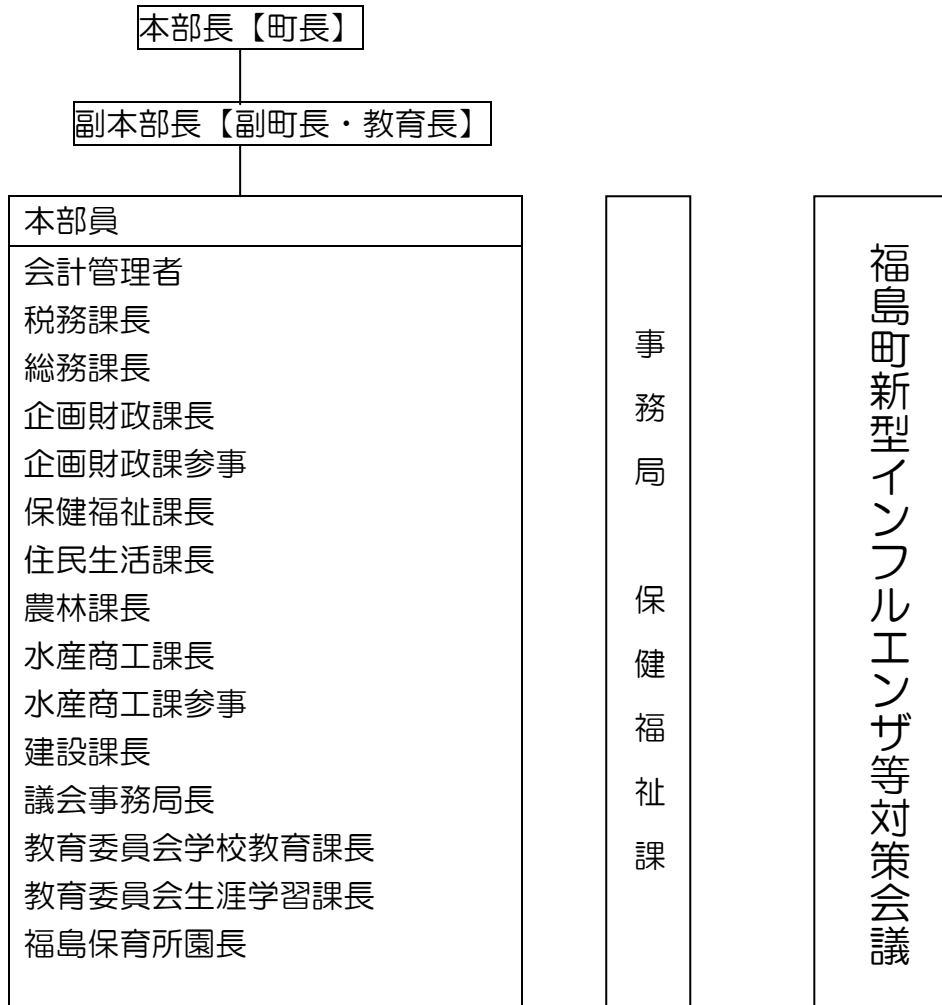 本部長【町長】
副本部長【副町長・教育長】
本部員
会計管理者
税務課長
総務課長
企画財政課長
企画財政課参事
保健福祉課長
住民生活課長
農林課長
水産商工課長
水産商工課参事
建設課長
議会事務局長
教育委員会学校教育課長
教育委員会生涯学習課長
福島保育所園長
事務局　保健福祉課
福島町新型インフルエンザ等対策会議